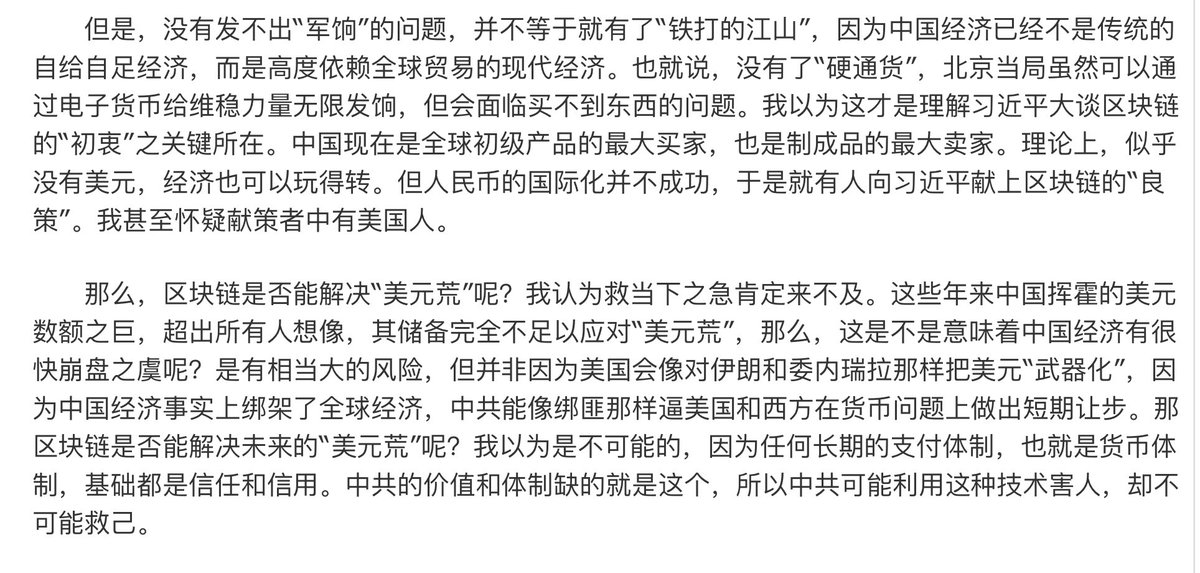 但是，没有发不出“军饷”的问题，并不等于就有了“铁打的江山”，因为中国经济已经不是传统的
自给自足经济，而是高度依赖全球贸易的现代经济。也就说，没有了“硬通货”，北京当局虽然可以通
过电子货币给维稳力量无限发饷，但会面临买不到东西的问题。我以为这才是理解习近平大谈区块链
的“初衷”之关键所在。中国现在是全球初级产品的最大买家，也是制成品的最大卖家。理论上，似乎
没有美元，经济也可以玩得转。但人民币的国际化并不成功，于是就有人向习近平献上区块链的“良
策”。我甚至怀疑献策者中有美国人。
那么，区块链是否能解决“美元荒”呢？我认为救当下之急肯定来不及。这些年来中国挥霍的美元
数额之巨，超出所有人想像，其储备完全不足以应对“美元荒”，那么，这是不是意味着中国经济有很
快崩盘之虞呢？是有相当大的风险，但并非因为美国会像对伊朗和委内瑞拉那样把美元“武器化”，因
为中国经济事实上绑架了全球经济，中共能像绑匪那样逼美国和西方在货币问题上做出短期让步。那
区块链是否能解决未来的“美元荒”呢？我以为是不可能的，因为任何长期的支付体制，也就是货币体
制，基础都是信任和信用。中共的价值和体制缺的就是这个，所以中共可能利用这种技术害人，却不
可能救己。